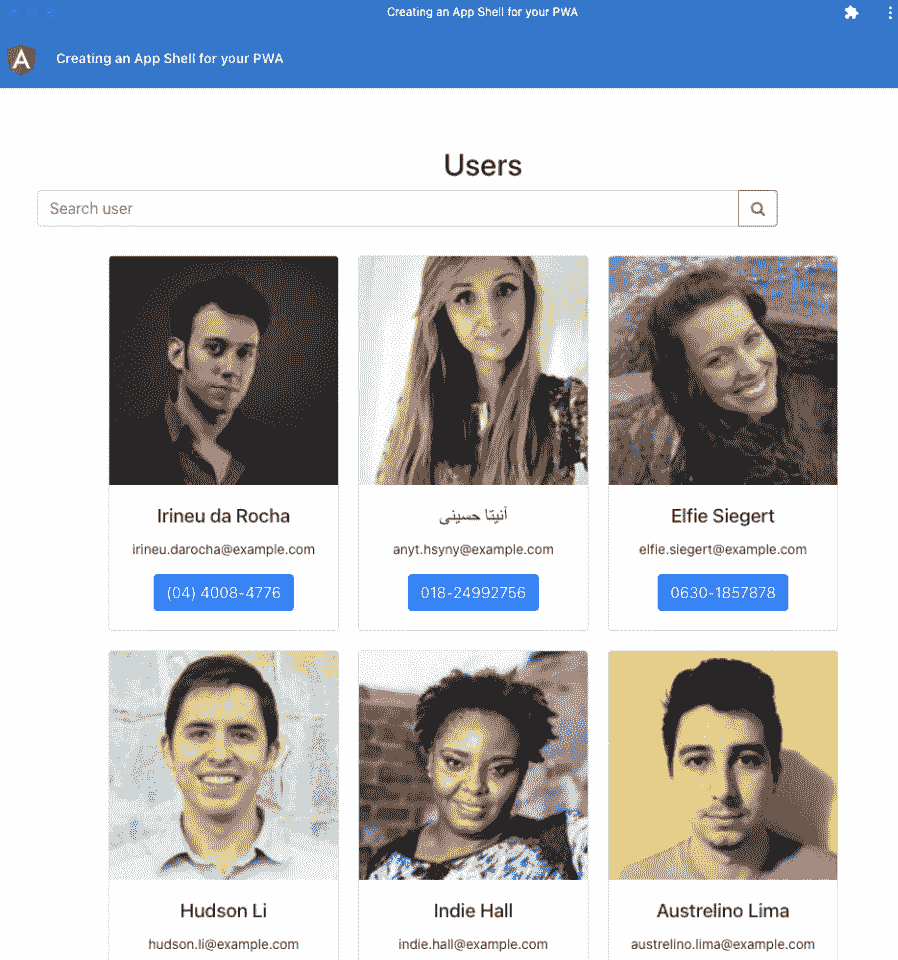 Creating an App Shell for your PWA
A
Creating an App Shell for your PWA
Users
Search user
Irineu da Rocha
irineu.darocha@example.com
(04) 4008-4776
آنیتا حسینی
anyt.hsyny@example.com
018-24992756
Elfie Siegert
elfie.siegert@example.com
0630-1857878
Hudson Li
hudson.li@example.com
Indie Hall
indie.hall@example.com
Austrelino Lima
austrelino.lima@example.com